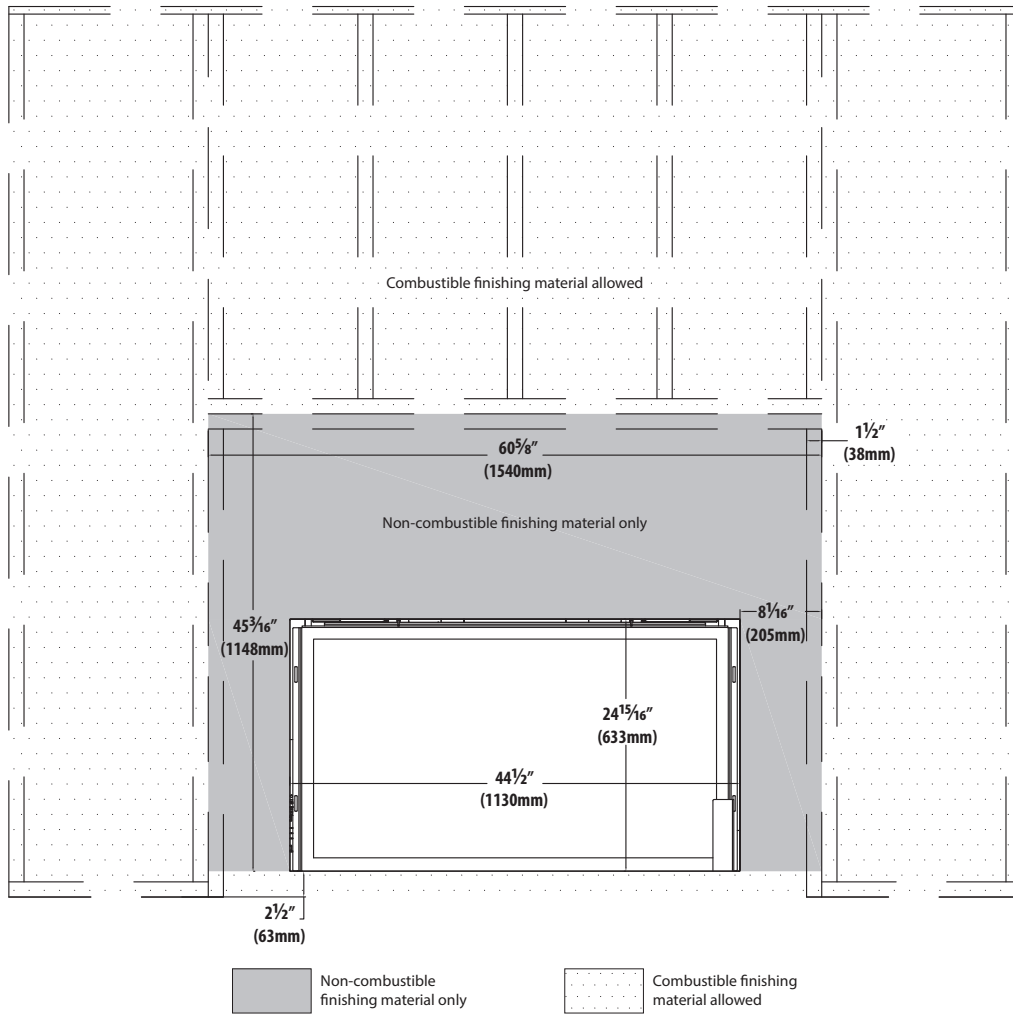 Combustible finishing material allowed
1½"
(38mm)
60⅝"
(1540mm)
Non-combustible finishing material only
8¹⁄₁₆"
(205mm)
45³⁄₁₆"
(1148mm)
24¹⁵⁄₁₆"
(633mm)
44½"
(1130mm)
2½"
(63mm)
Non-combustible
finishing material only
Combustible finishing
material allowed